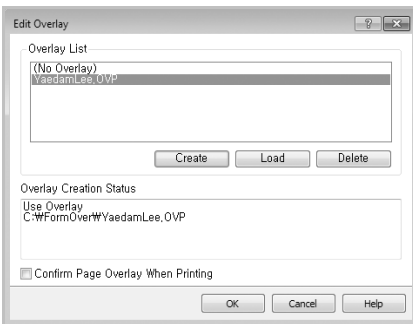 Edit Overlay
Overlay List
(No Overlay)
YaedamLee.OVP
Create Load Delete
Overlay Creation Status
Use Overlay
C:₩FormOver₩YaedamLee.OVP
Confirm Page Overlay When Printing
OK Cancel Help